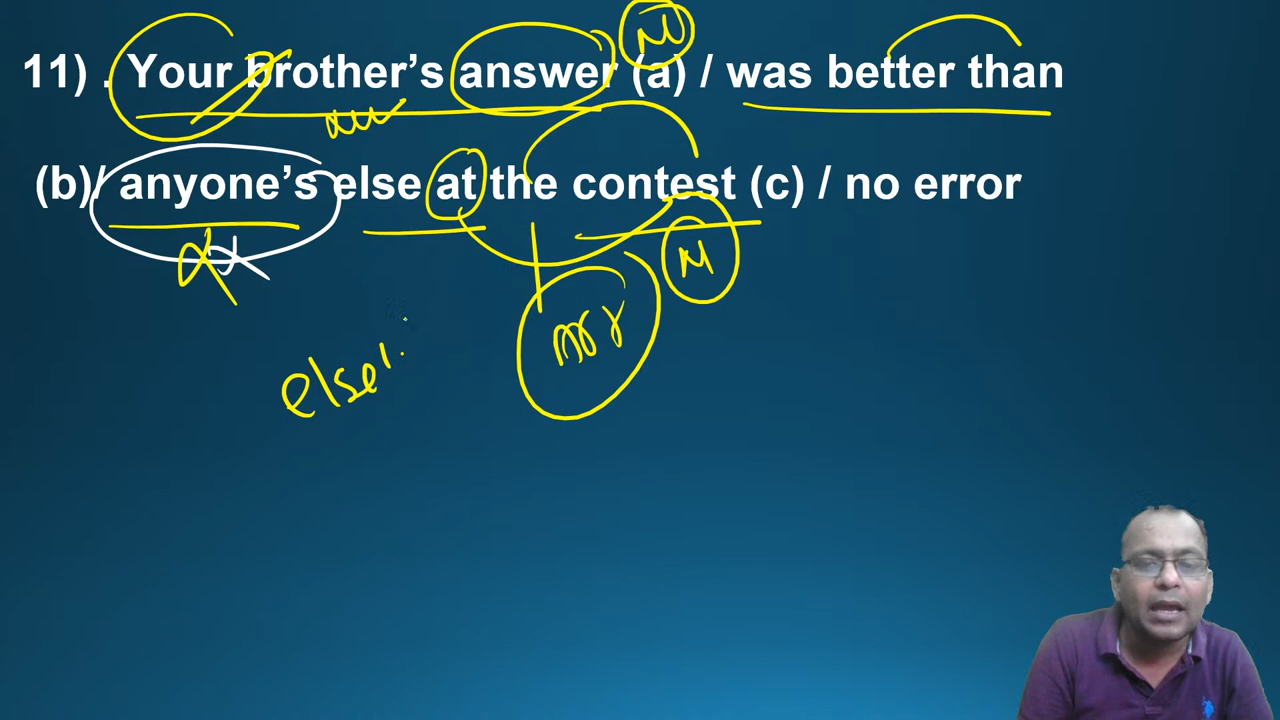 11) . Your brother's answer (a) / was better than
(b)/ anyone's else at the contest (c) / no error
else's